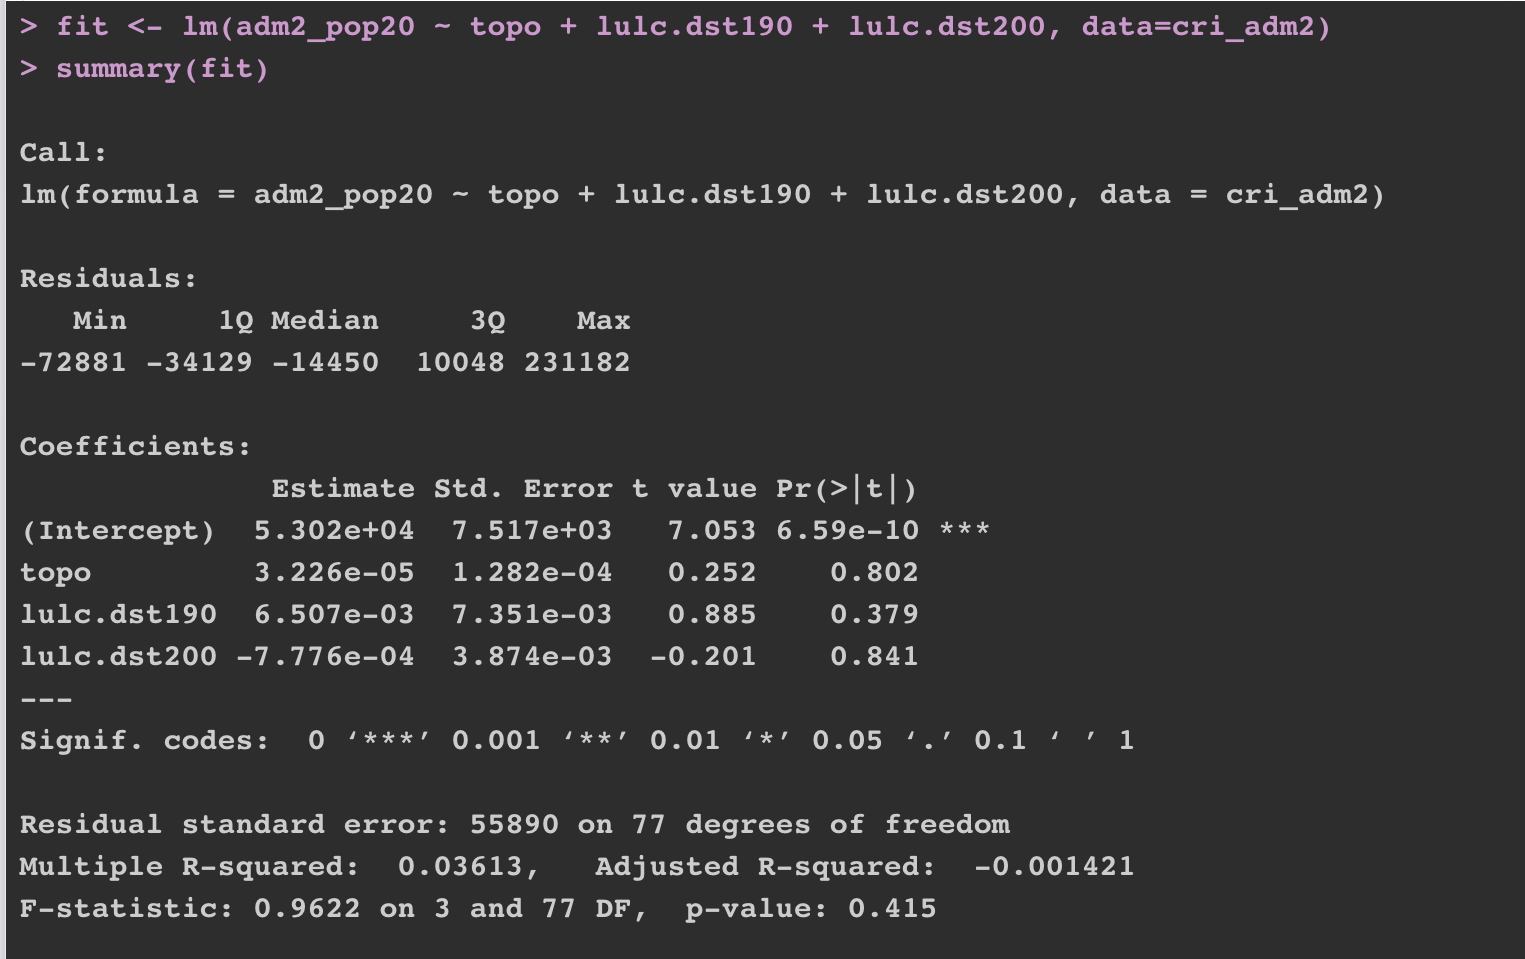 > fit <- lm(adm2_pop20 ~ topo + lulc.dst190 + lulc.dst200, data=cri_adm2)
> summary(fit)

Call:
lm(formula = adm2_pop20 ~ topo + lulc.dst190 + lulc.dst200, data = cri_adm2)

Residuals:
   Min     1Q Median     3Q    Max
-72881 -34129 -14450  10048 231182

Coefficients:
              Estimate Std. Error t value Pr(>|t|)
(Intercept)  5.302e+04  7.517e+03   7.053 6.59e-10 ***
topo         3.226e-05  1.282e-04   0.252    0.802
lulc.dst190  6.507e-03  7.351e-03   0.885    0.379
lulc.dst200 -7.776e-04  3.874e-03  -0.201    0.841
---
Signif. codes:  0 ‘***’ 0.001 ‘**’ 0.01 ‘*’ 0.05 ‘.’ 0.1 ‘ ’ 1

Residual standard error: 55890 on 77 degrees of freedom
Multiple R-squared:  0.03613,   Adjusted R-squared:  -0.001421
F-statistic: 0.9622 on 3 and 77 DF,  p-value: 0.415